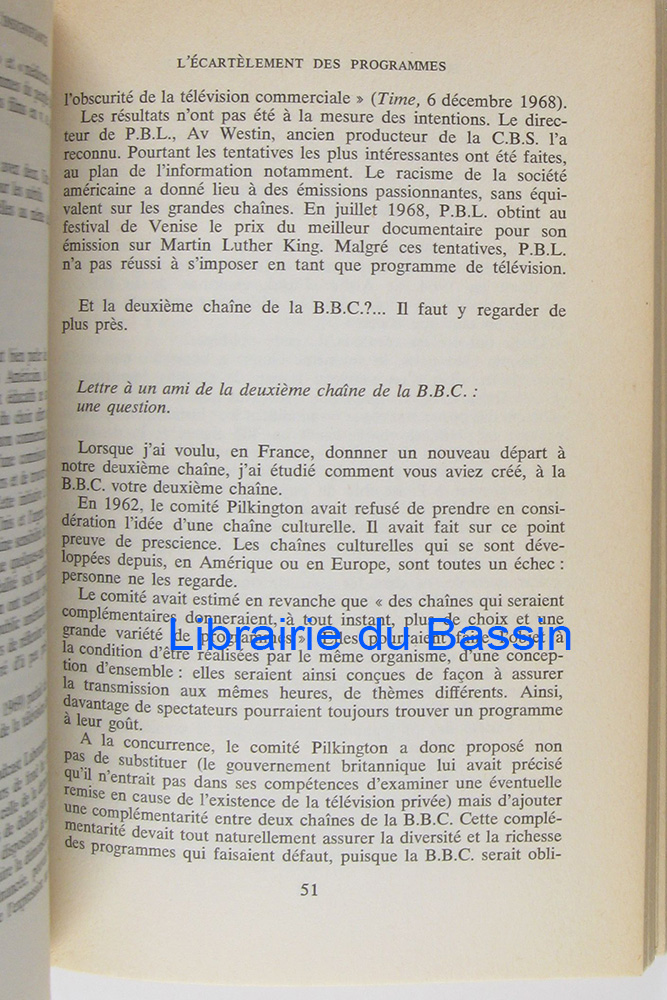 L'ÉCARTÈLEMENT DES PROGRAMMES
l'obscurité de la télévision commerciale » (Time, 6 décembre 1968).
Les résultats n'ont pas été à la mesure des intentions. Le direc-
teur de P.B.L., Av Westin, ancien producteur de la C.B.S. l'a
reconnu. Pourtant les tentatives les plus intéressantes ont été faites,
au plan de l'information notamment. Le racisme de la société
américaine a donné lieu à des émissions passionnantes, sans équi-
valent sur les grandes chaînes. En juillet 1968, P.B.L. obtint au
festival de Venise le prix du meilleur documentaire pour son
émission sur Martin Luther King. Malgré ces tentatives, P.B.L.
n'a pas réussi à s'imposer en tant que programme de télévision.
Et la deuxième chaîne de la B.B.C.?... Il faut y regarder de
plus près.
Lettre à un ami de la deuxième chaîne de la B.B.C. :
une question.
Lorsque j'ai voulu, en France, donnner un nouveau départ à
notre deuxième chaîne, j'ai étudié comment vous aviez créé, à la
B.B.C. votre deuxième chaîne.
En 1962, le comité Pilkington avait refusé de prendre en consi-
dération l'idée d'une chaîne culturelle. Il avait fait sur ce point
preuve de prescience. Les chaînes culturelles qui se sont déve-
loppées depuis, en Amérique ou en Europe, sont toutes un échec :
personne ne les regarde.
Le comité avait estimé en revanche que « des chaînes qui seraient
complémentaires donneraient, à tout instant, plus de choix et une
grande variété de programmes ». Elles pourraient faire l'objet à
la condition d'être réalisées par le même organisme, d'une concep-
tion d'ensemble : elles seraient ainsi conçues de façon à assurer
la transmission aux mêmes heures, de thèmes différents. Ainsi,
davantage de spectateurs pourraient toujours trouver un programme
à leur goût.
A la concurrence, le comité Pilkington a donc proposé non
pas de substituer (le gouvernement britannique lui avait précisé
qu'il n'entrait pas dans ses compétences d'examiner une éventuelle
remise en cause de l'existence de la télévision privée) mais d'ajouter
une complémentarité entre deux chaînes de la B.B.C. Cette complé-
mentarité devait tout naturellement assurer la diversité et la richesse
des programmes qui faisaient défaut, puisque la B.B.C. serait obli-
51
Librairie du Bassin